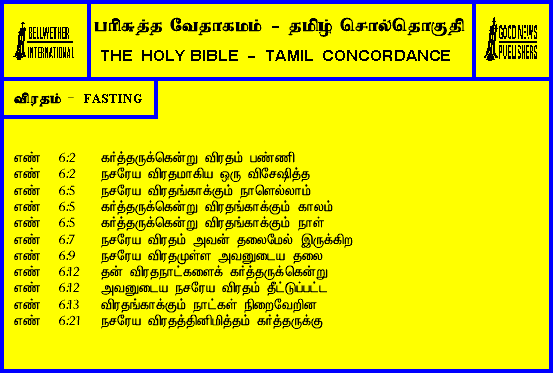 BELLWETHER
INTERNATIONAL
பரிசுத்த வேதாகமம் - தமிழ் சொல்தொகுதி
THE HOLY BIBLE - TAMIL CONCORDANCE
GOOD NEWS
PUBLISHERS
விரதம் - FASTING
எண் 6:2 கர்த்தருக்கென்று விரதம் பண்ணி
எண் 6:2 நசரேய விரதமாகிய ஒரு விசேஷித்த
எண் 6:5 நசரேய விரதங்காக்கும் நாளெல்லாம்
எண் 6:5 கர்த்தருக்கென்று விரதங்காக்கும் காலம்
எண் 6:5 கர்த்தருக்கென்று விரதங்காக்கும் நாள்
எண் 6:7 நசரேய விரதம் அவன் தலைமேல் இருக்கிற
எண் 6:9 நசரேய விரதமுள்ள அவனுடைய தலை
எண் 6:12 தன் விரதநாட்களைக் கர்த்தருக்கென்று
எண் 6:12 அவனுடைய நசரேய விரதம் தீட்டுப்பட்ட
எண் 6:13 விரதங்காக்கும் நாட்கள் நிறைவேறின
எண் 6:21 நசரேய விரதத்தினிமித்தம் கர்த்தருக்கு